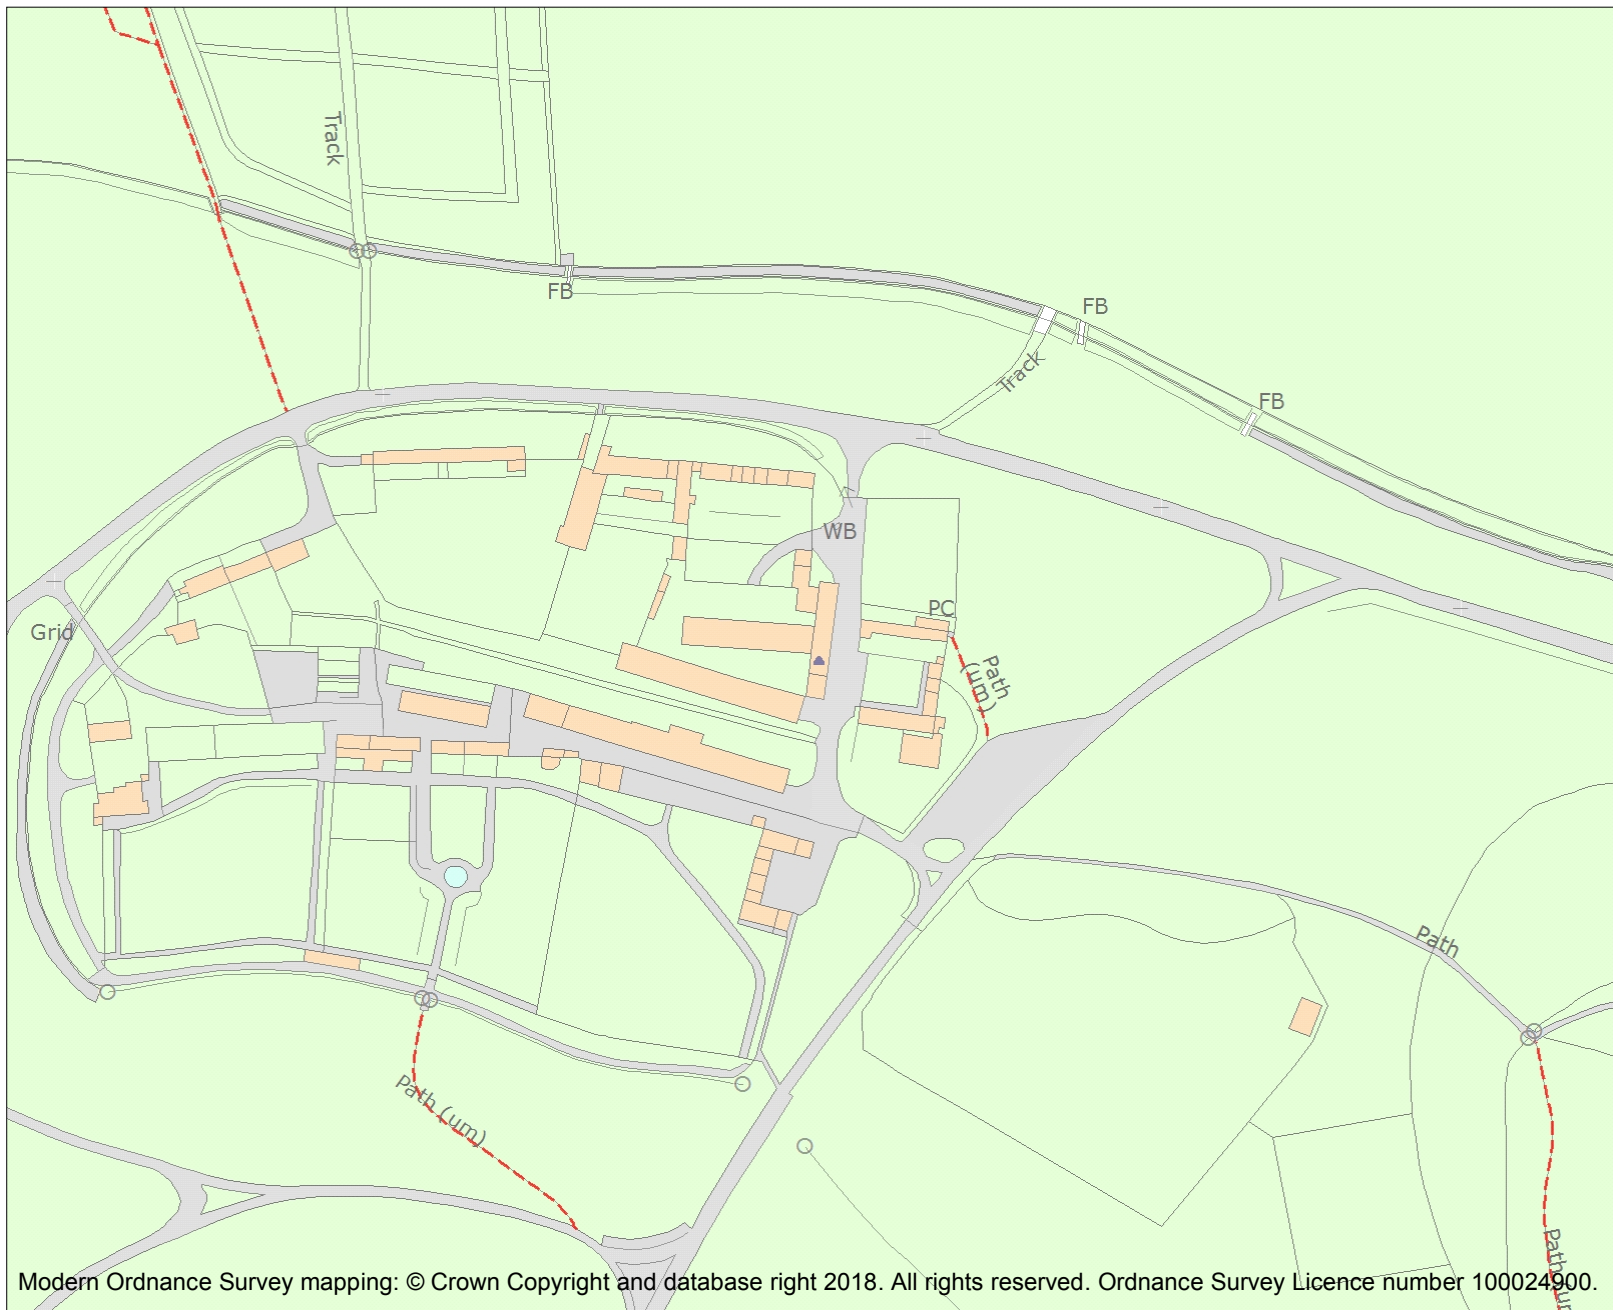 Track
FB
FB
Track
FB
WB
PC
Grid
Path
(um)
Path
Path (um)
Path
Modern Ordnance Survey mapping: © Crown Copyright and database right 2018. All rights reserved. Ordnance Survey Licence number 100024900.